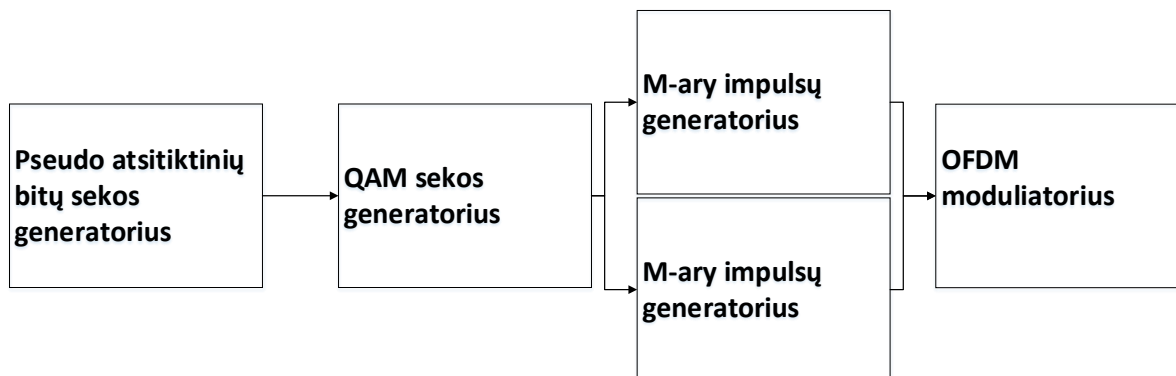 Pseudo atsitiktinių
bitų sekos
generatorius
QAM sekos
generatorius
M-ary impulsų
generatorius
M-ary impulsų
generatorius
OFDM
moduliatorius